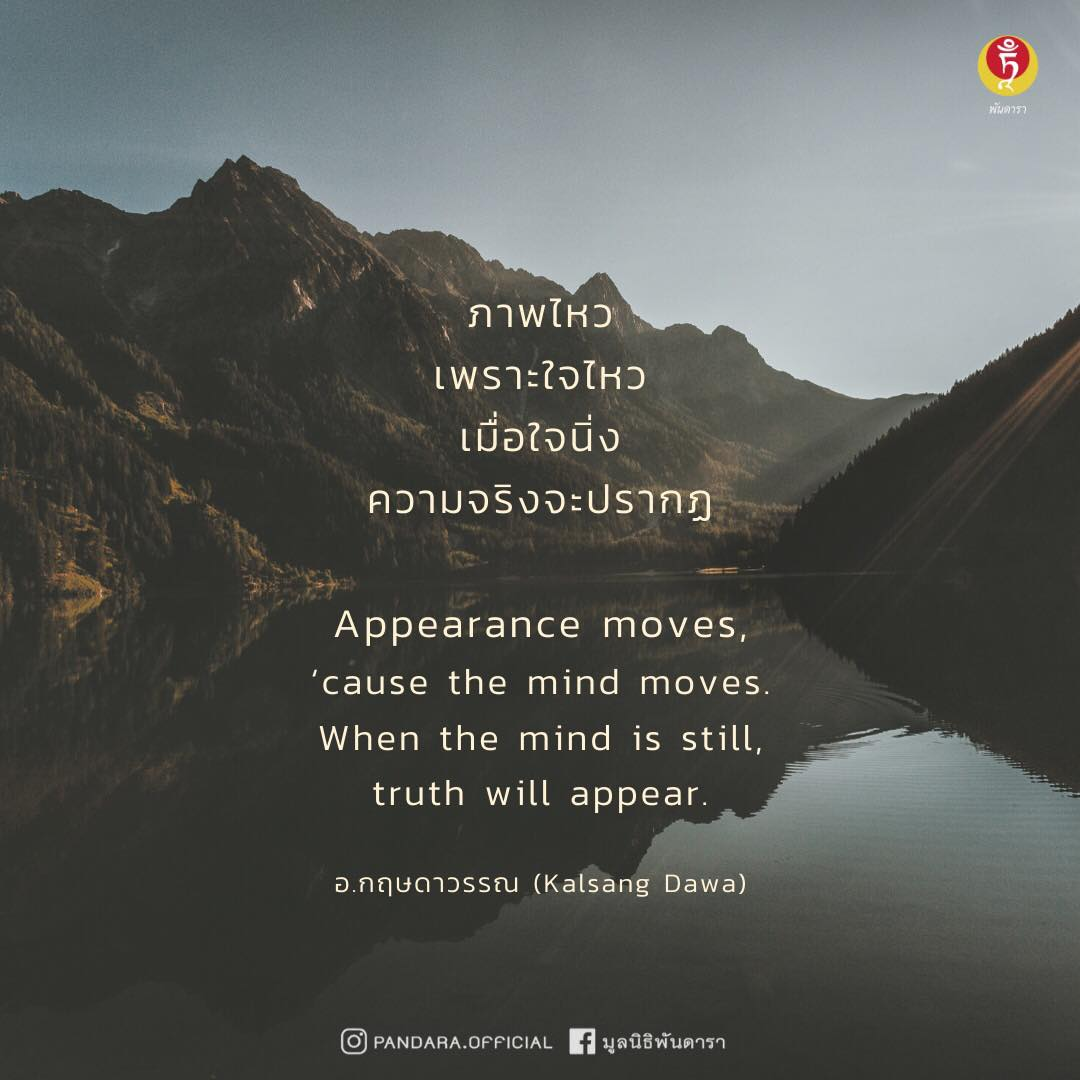 พันดารา
ภาพไหว
เพราะใจไหว
เมื่อใจนิ่ง
ความจริงจะปรากฏ
Appearance moves,
‘cause the mind moves.
When the mind is still,
truth will appear.
อ.กฤษดาวรรณ (Kalsang Dawa)
PANDARA.OFFICIAL มูลนิธิพันดารา